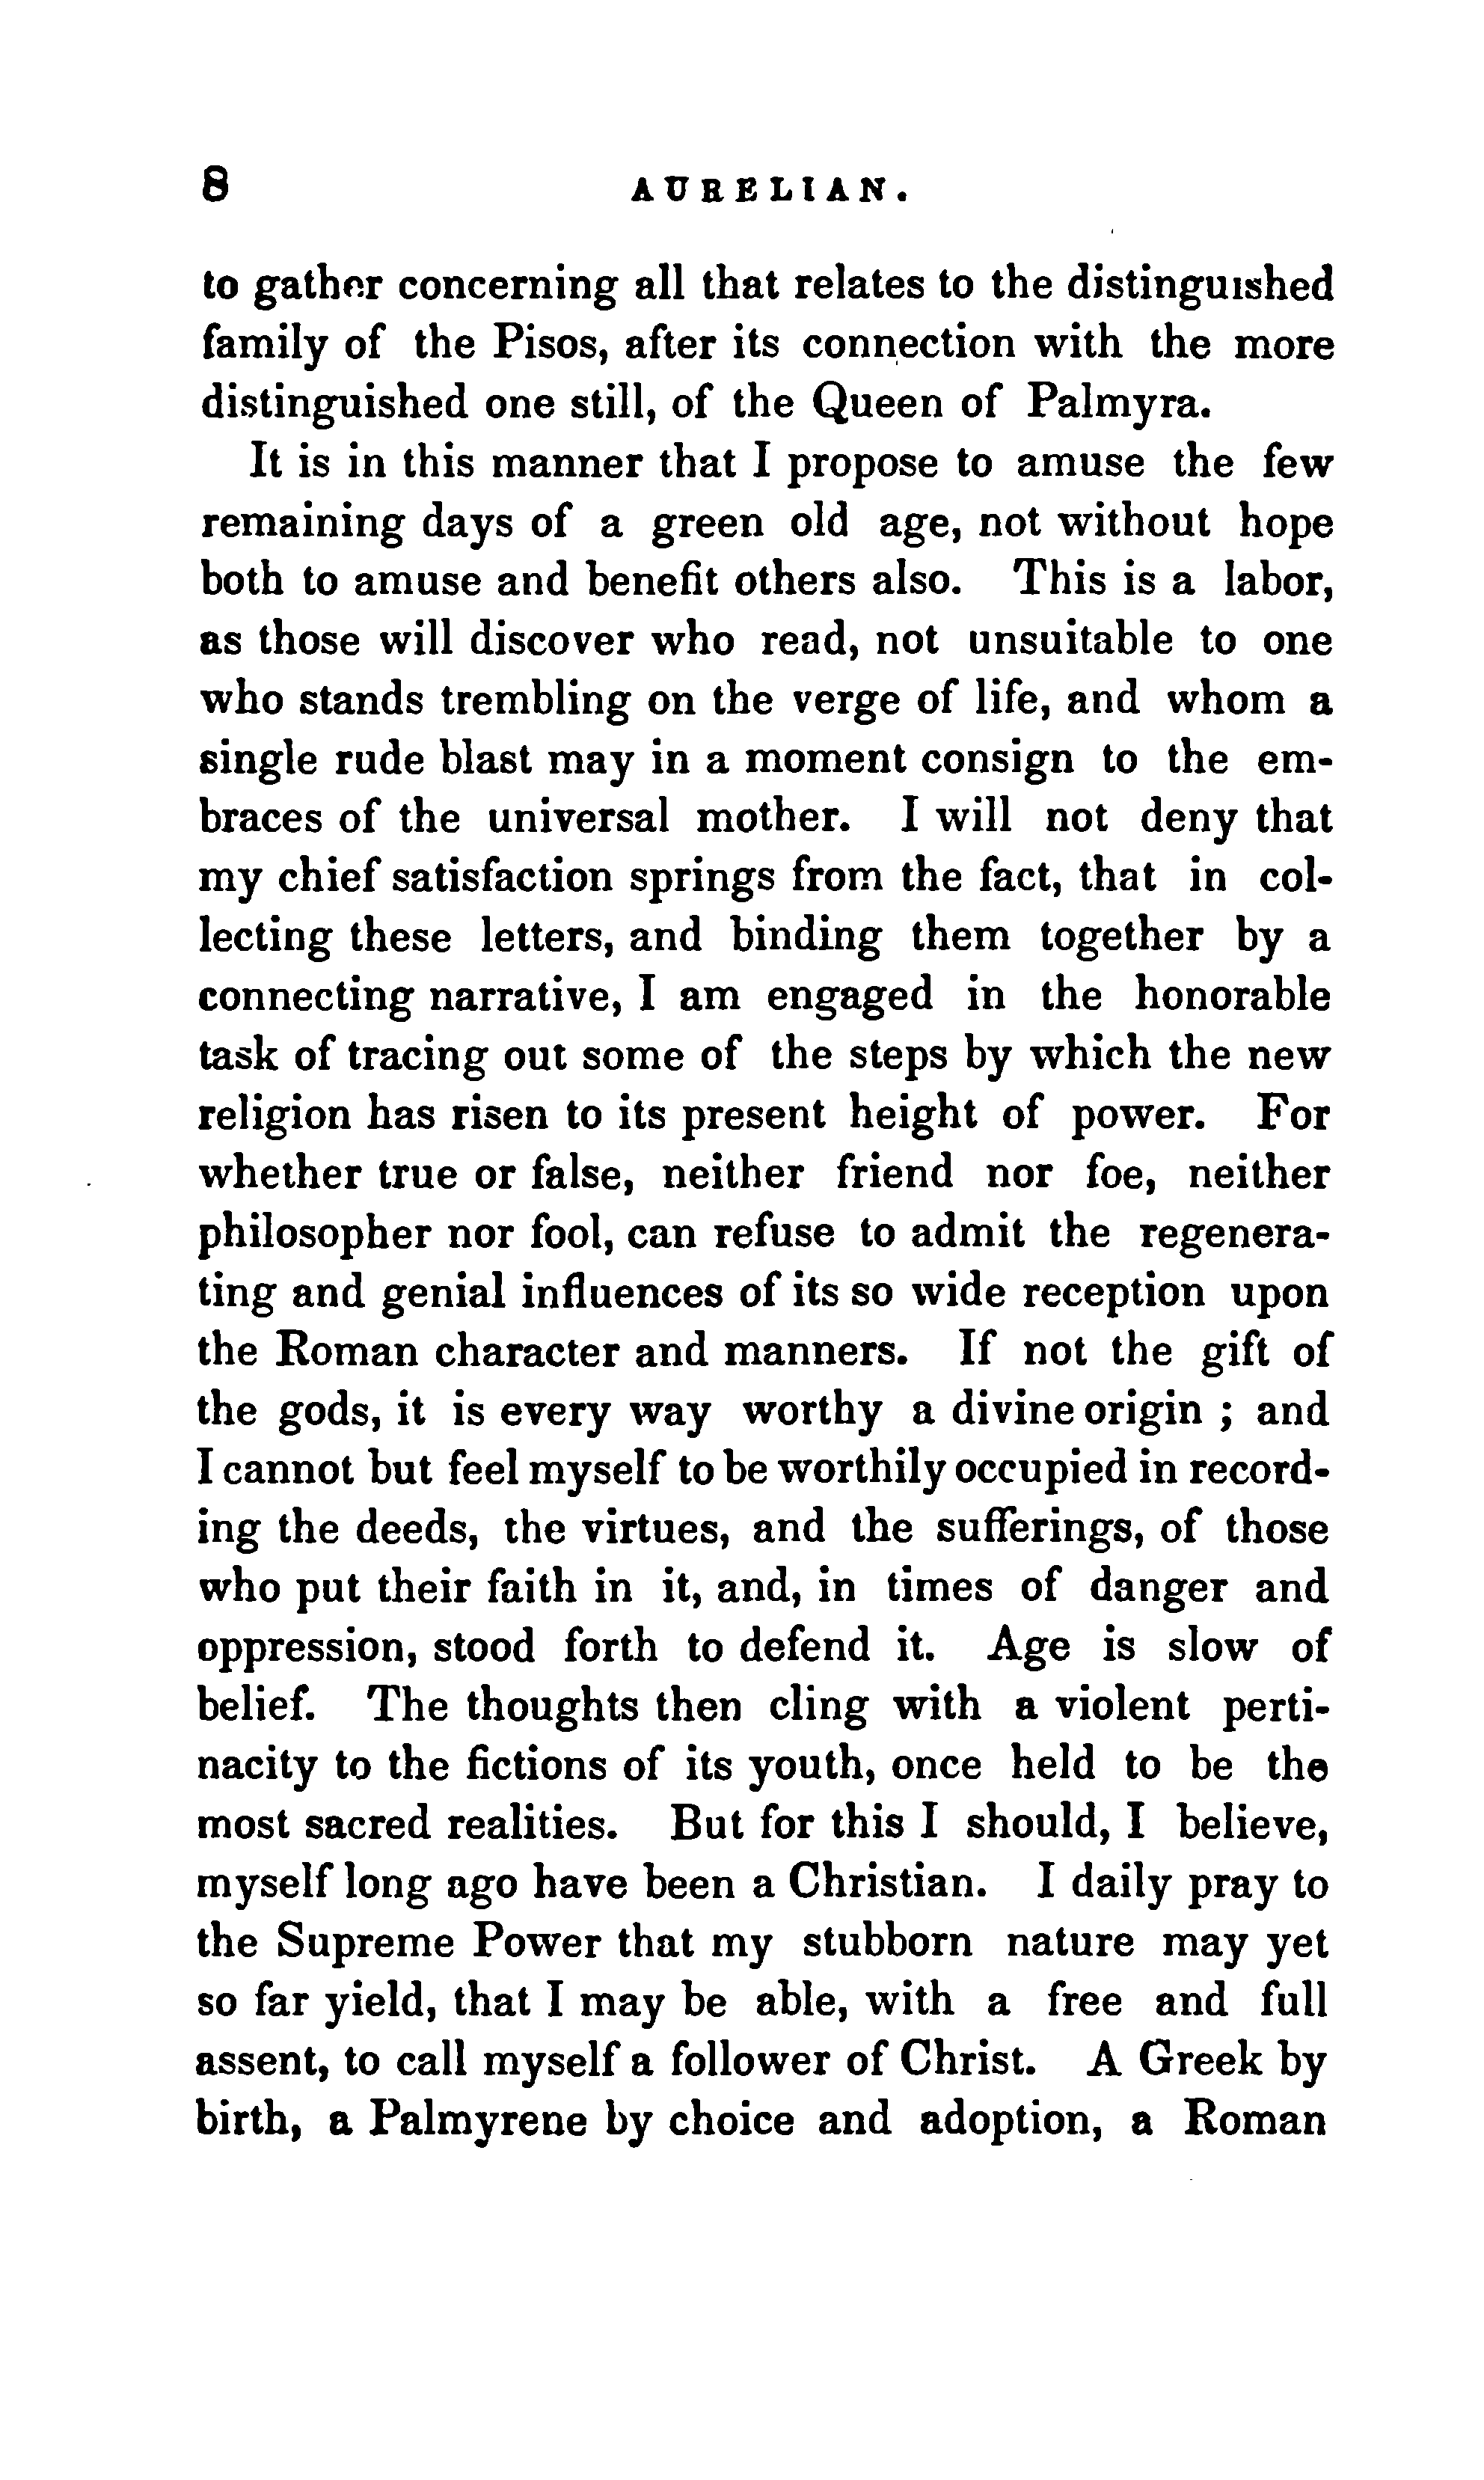 8 AURELIAN.
to gather concerning all that relates to the distinguished
family of the Pisos, after its connection with the more
distinguished one still, of the Queen of Palmyra.
It is in this manner that I propose to amuse the few
remaining days of a green old age, not without hope
both to amuse and benefit others also. This is a labor,
as those will discover who read, not unsuitable to one
who stands trembling on the verge of life, and whom a
single rude blast may in a moment consign to the em-
braces of the universal mother. I will not deny that
my chief satisfaction springs from the fact, that in col-
lecting these letters, and binding them together by a
connecting narrative, I am engaged in the honorable
task of tracing out some of the steps by which the new
religion has risen to its present height of power. For
whether true or false, neither friend nor foe, neither
philosopher nor fool, can refuse to admit the regenera-
ting and genial influences of its so wide reception upon
the Roman character and manners. If not the gift of
the gods, it is every way worthy a divine origin ; and
I cannot but feel myself to be worthily occupied in record-
ing the deeds, the virtues, and the sufferings, of those
who put their faith in it, and, in times of danger and
oppression, stood forth to defend it. Age is slow of
belief. The thoughts then cling with a violent perti-
nacity to the fictions of its youth, once held to be the
most sacred realities. But for this I should, I believe,
myself long ago have been a Christian. I daily pray to
the Supreme Power that my stubborn nature may yet
so far yield, that I may be able, with a free and full
assent, to call myself a follower of Christ. A Greek by
birth, a Palmyrene by choice and adoption, a Roman